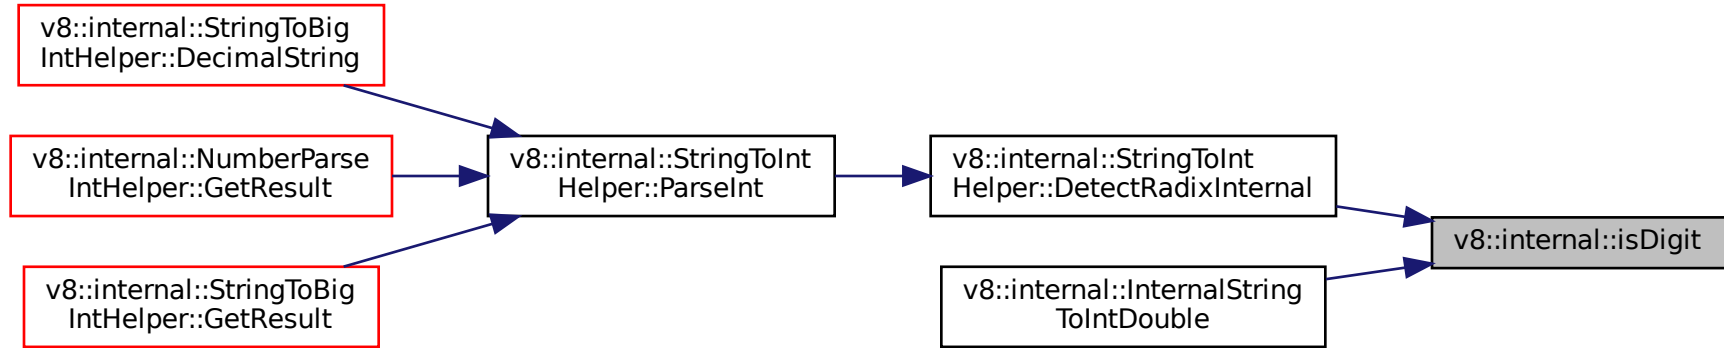 v8::internal::StringToBig
IntHelper::DecimalString
v8::internal::NumberParse
IntHelper::GetResult
v8::internal::StringToBig
IntHelper::GetResult
v8::internal::StringToInt
Helper::ParseInt
v8::internal::StringToInt
Helper::DetectRadixInternal
v8::internal::InternalString
ToIntDouble
v8::internal::isDigit